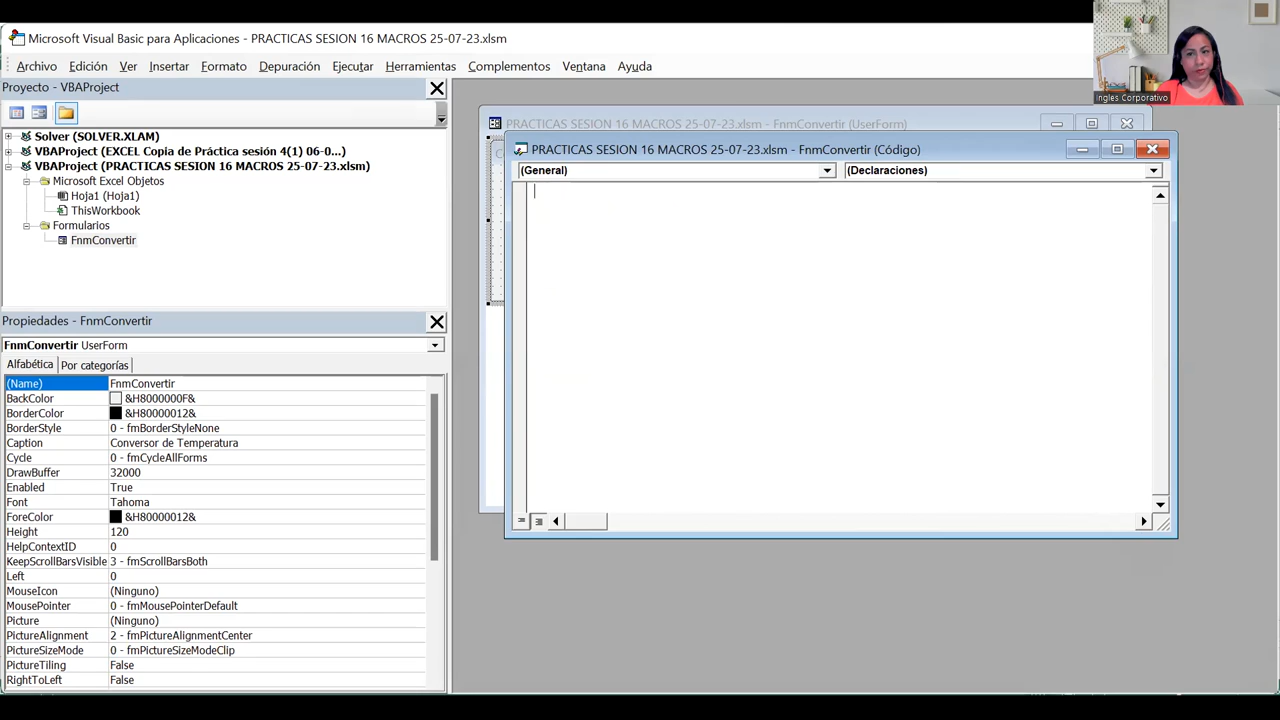 Microsoft Visual Basic para Aplicaciones - PRACTICAS SESION 16 MACROS 25-07-23.xlsm
Archivo Edición Ver Insertar Formato Depuración Ejecutar Herramientas Complementos Ventana Ayuda
Ingles Corporativo
Proyecto - VBAProject
Solver (SOLVER.XLAM)
VBAProject (EXCEL Copia de Práctica sesión 4(1) 06-0...)
VBAProject (PRACTICAS SESION 16 MACROS 25-07-23.xlsm)
Microsoft Excel Objetos
Hoja1 (Hoja1)
ThisWorkbook
Formularios
FnmConvertir
Propiedades - FnmConvertir
FnmConvertir UserForm
Alfabética Por categorías
(Name) FnmConvertir
BackColor &H8000000F&
BorderColor &H80000012&
BorderStyle 0 - fmBorderStyleNone
Caption Conversor de Temperatura
Cycle 0 - fmCycleAllForms
DrawBuffer 32000
Enabled True
Font Tahoma
ForeColor &H80000012&
Height 120
HelpContextID 0
KeepScrollBarsVisible 3 - fmScrollBarsBoth
Left 0
MouseIcon (Ninguno)
MousePointer 0 - fmMousePointerDefault
Picture (Ninguno)
PictureAlignment 2 - fmPictureAlignmentCenter
PictureSizeMode 0 - fmPictureSizeModeClip
PictureTiling False
RightToLeft False
PRACTICAS SESION 16 MACROS 25-07-23.xlsm - FnmConvertir (UserForm)
PRACTICAS SESION 16 MACROS 25-07-23.xlsm - FnmConvertir (Código)
(General) (Declaraciones)